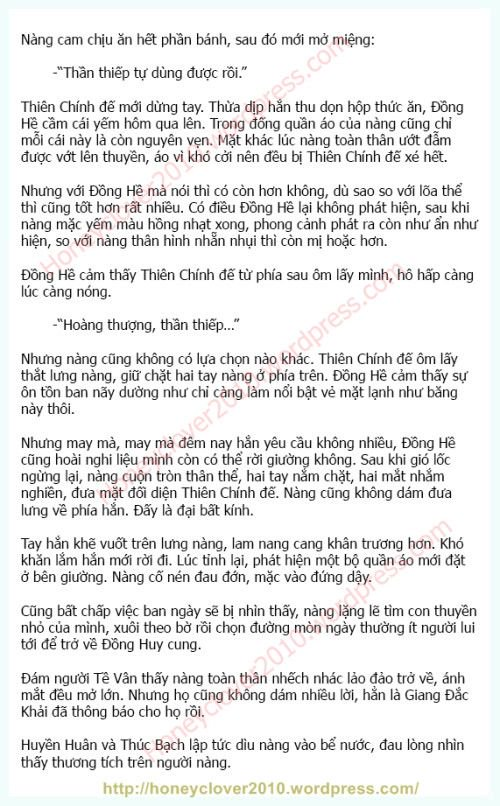 Nàng cam chịu ăn hết phần bánh, sau đó mới mở miệng:
-“Thần thiếp tự dùng được rồi.”
Thiên Chính đế mới dừng tay. Thừa dịp hắn thu dọn hộp thức ăn, Đồng
Hề cầm cái yếm hôm qua lên. Trong đống quần áo của nàng cũng chỉ
mỗi cái này là còn nguyên vẹn. Mặt khác lúc nàng toàn thân ướt đẫm
được vớt lên thuyền, áo vì khó cởi nên đều bị Thiên Chính đế xé hết.
Nhưng với Đồng Hề mà nói thì có còn hơn không, dù sao so với lõa thể
thì cũng tốt hơn rất nhiều. Có điều Đồng Hề lại không phát hiện, sau khi
nàng mặc yếm màu hồng nhạt xong, phong cảnh phát ra còn như ẩn như
hiện, so với nàng thân hình nhẵn nhụi thì còn mị hoặc hơn.
Đồng Hề cảm thấy Thiên Chính đế từ phía sau ôm lấy mình, hô hấp càng
lúc càng nóng.
-“Hoàng thượng, thần thiếp...”
Nhưng nàng cũng không có lựa chọn nào khác. Thiên Chính đế ôm lấy
thắt lưng nàng, giữ chặt hai tay nàng ở phía trên. Đồng Hề cảm thấy sự
ôn tồn ban nãy dường như chỉ càng làm nổi bật vẻ mặt lạnh như băng
này thôi.
Nhưng may mà, may mà đêm nay hắn yêu cầu không nhiều, Đồng Hề
cũng hoài nghi liệu mình còn có thể rời giường không. Sau khi gió lốc
ngừng lại, nàng cuộn tròn thân thể, hai tay nắm chặt, hai mắt nhắm
nghiền, đưa mặt đối diện Thiên Chính đế. Nàng cũng không dám đưa
lưng về phía hắn. Đấy là đại bất kính.
Tay hắn khẽ vuốt trên lưng nàng, lam nang cang khân trương hơn. Khó
khăn lắm hắn mới rời đi. Lúc tỉnh lại, phát hiện một bộ quần áo mới đặt
ở bên giường. Nàng cố nén đau đớn, mặc vào đứng dậy.
Cũng bất chấp việc ban ngày sẽ bị nhìn thấy, nàng lặng lẽ tìm con thuyền
nhỏ của mình, xuôi theo bờ rồi chọn đường mòn ngày thường ít người lui
tới để trở về Đồng Huy cung.
Đám người Tề Vân thấy nàng toàn thân nhếch nhác lảo đảo trở về, ánh
mắt đều mở lớn. Nhưng họ cũng không dám nhiều lời, hẳn là Giang Đắc
Khải đã thông báo cho họ rồi.
Huyền Huân và Thúc Bạch lập tức dìu nàng vào bể nước, đau lòng nhìn
thấy thương tích trên người nàng.
Honeyclover2010.wordpress.com
Honeyclover2010.wordpress.com
Honeyclover2010.wordpress.com
http://honeyclover2010.wordpress.com/